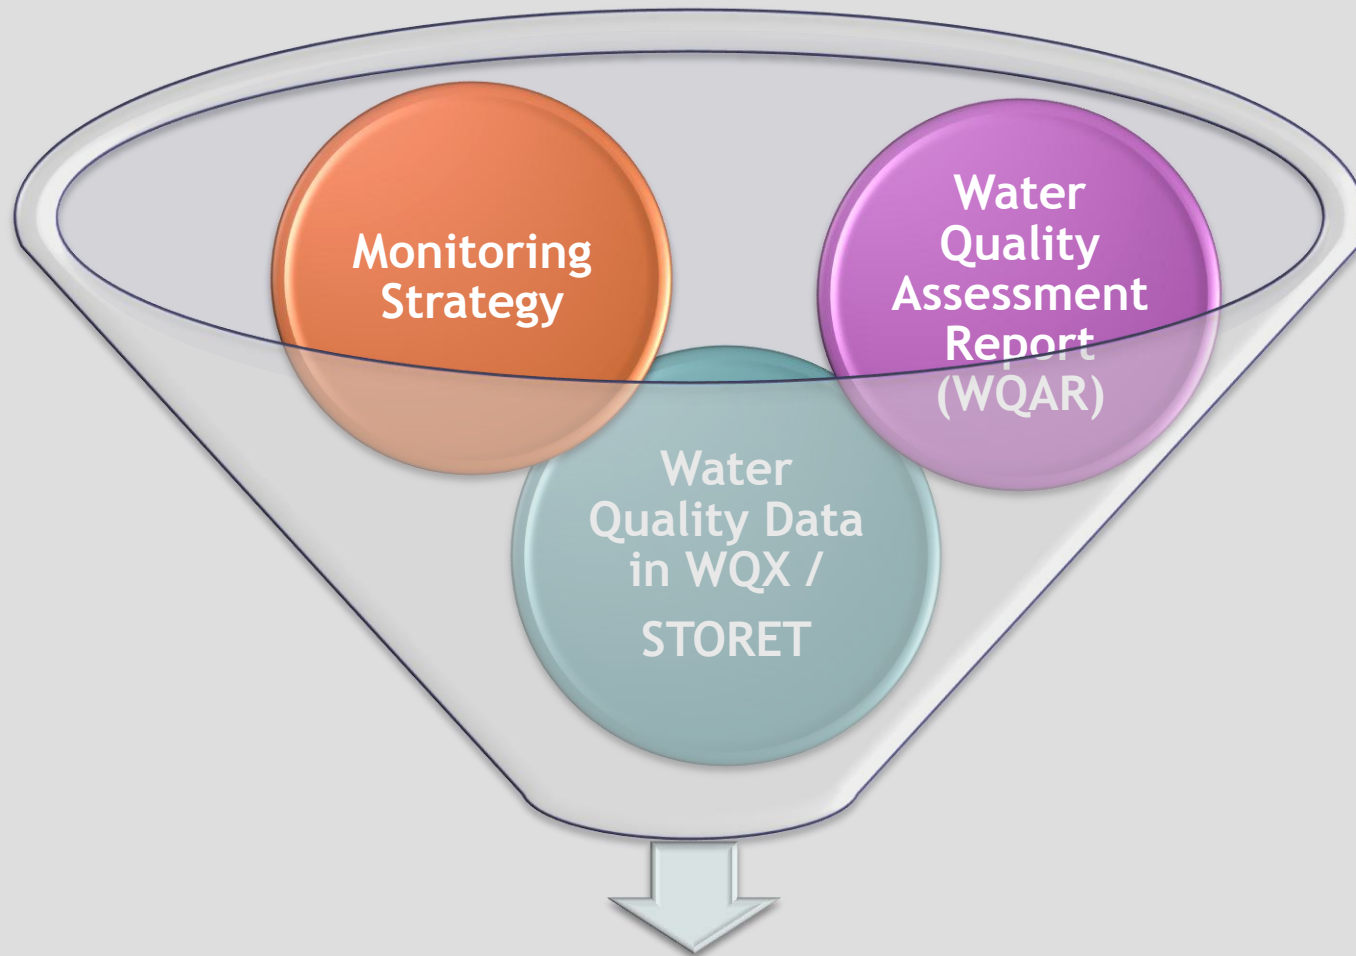 Monitoring
Strategy
Water
Quality
Assessment
Report
(WQAR)
Water
Quality Data
in WQX /
STORET